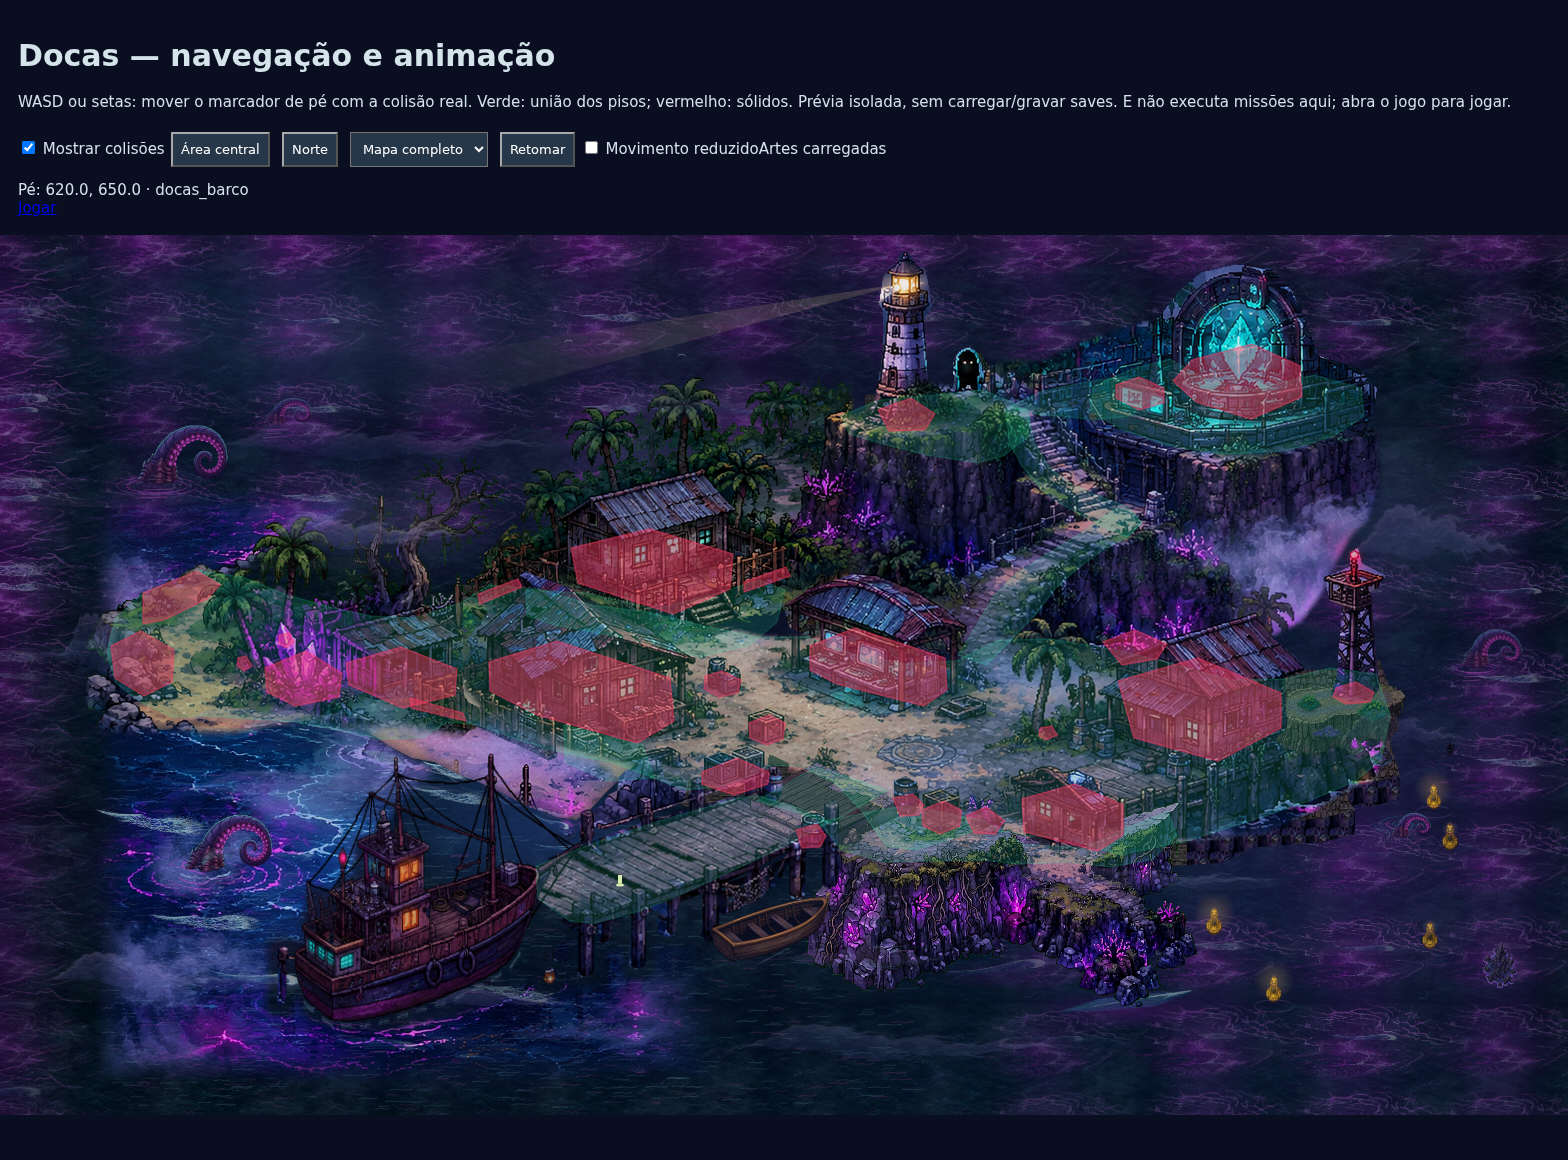 Docas — navegação e animação
WASD ou setas: mover o marcador de pé com a colisão real. Verde: união dos pisos; vermelho: sólidos. Prévia isolada, sem carregar/gravar saves. E não executa missões aqui; abra o jogo para jogar.
Mostrar colisões Área central Norte Mapa completo Retomar Movimento reduzidoArtes carregadas
Pé: 620.0, 650.0 · docas_barco
Jogar